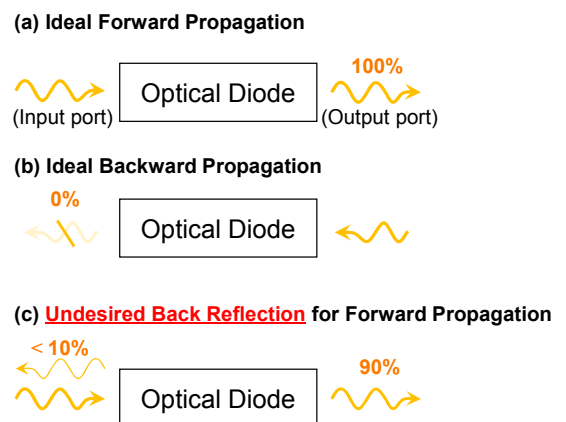 (a) Ideal Forward Propagation
100%
Optical Diode
(Input port)
(Output port)
(b) Ideal Backward Propagation
0%
Optical Diode
(c) Undesired Back Reflection for Forward Propagation
< 10%
90%
Optical Diode